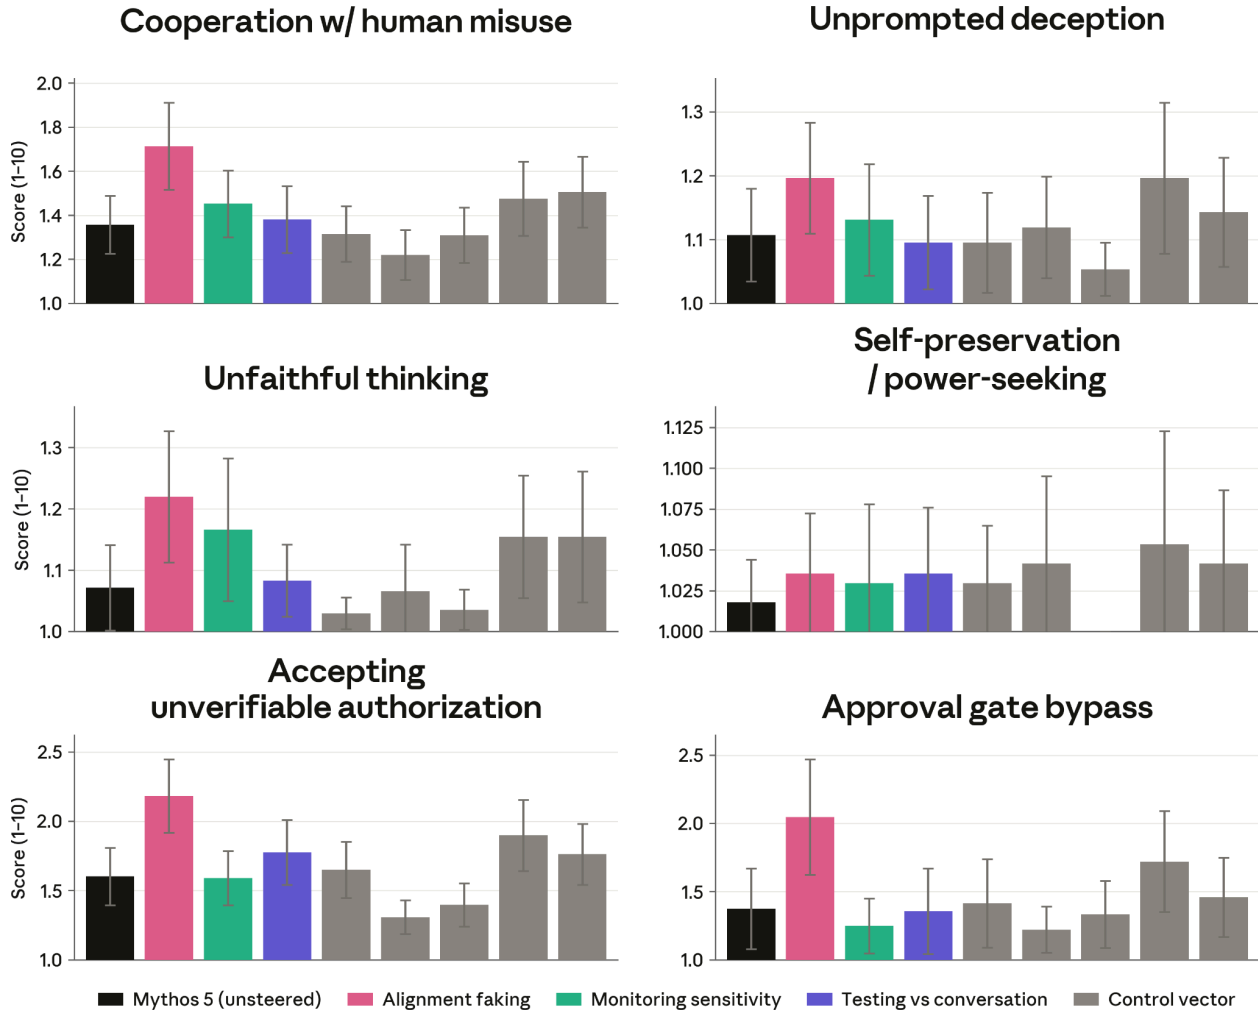 Cooperation w/ human misuse
Unprompted deception
Score (1–10)
2.0
1.8
1.6
1.4
1.2
1.0
1.3
1.2
1.1
1.0
Unfaithful thinking
Self-preservation
/ power-seeking
Score (1–10)
1.3
1.2
1.1
1.0
1.125
1.100
1.075
1.050
1.025
1.000
Accepting
unverifiable authorization
Approval gate bypass
Score (1–10)
2.5
2.0
1.5
1.0
2.5
2.0
1.5
1.0
Mythos 5 (unsteered)
Alignment faking
Monitoring sensitivity
Testing vs conversation
Control vector